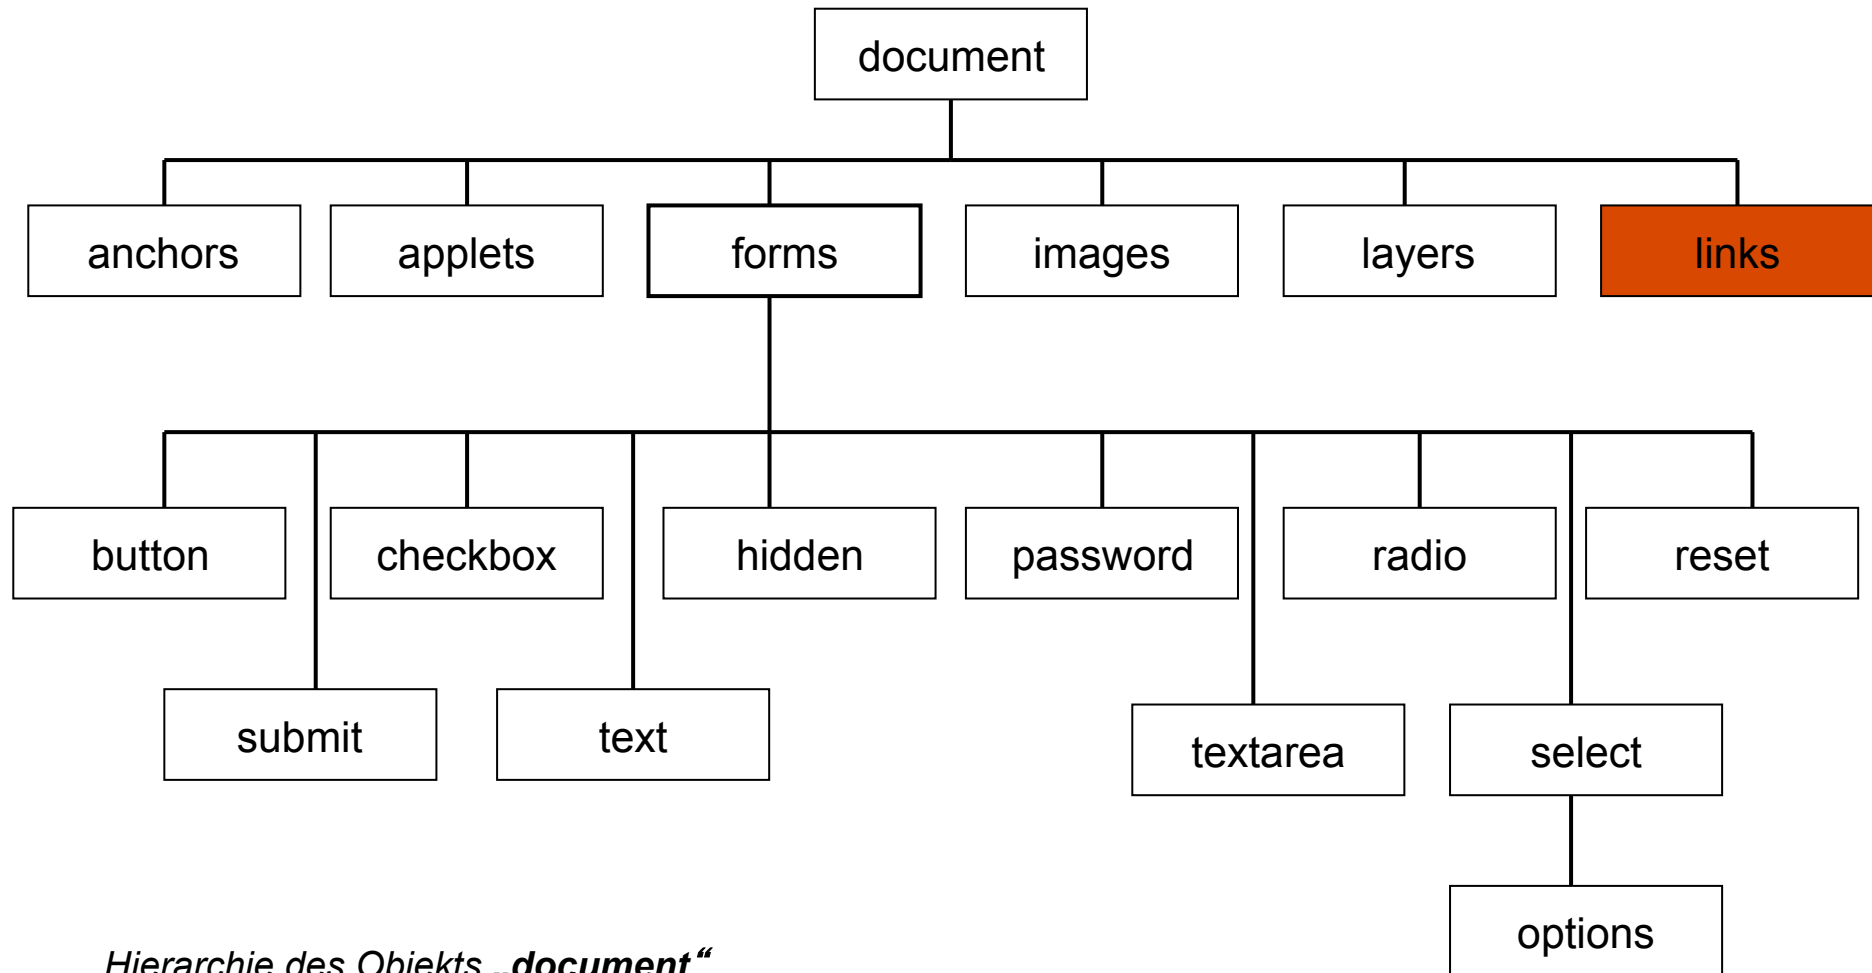 document
anchors
applets
forms
images
layers
links
button
checkbox
hidden
password
radio
reset
submit
text
textarea
select
options
Hierarchie des Objekts „document“